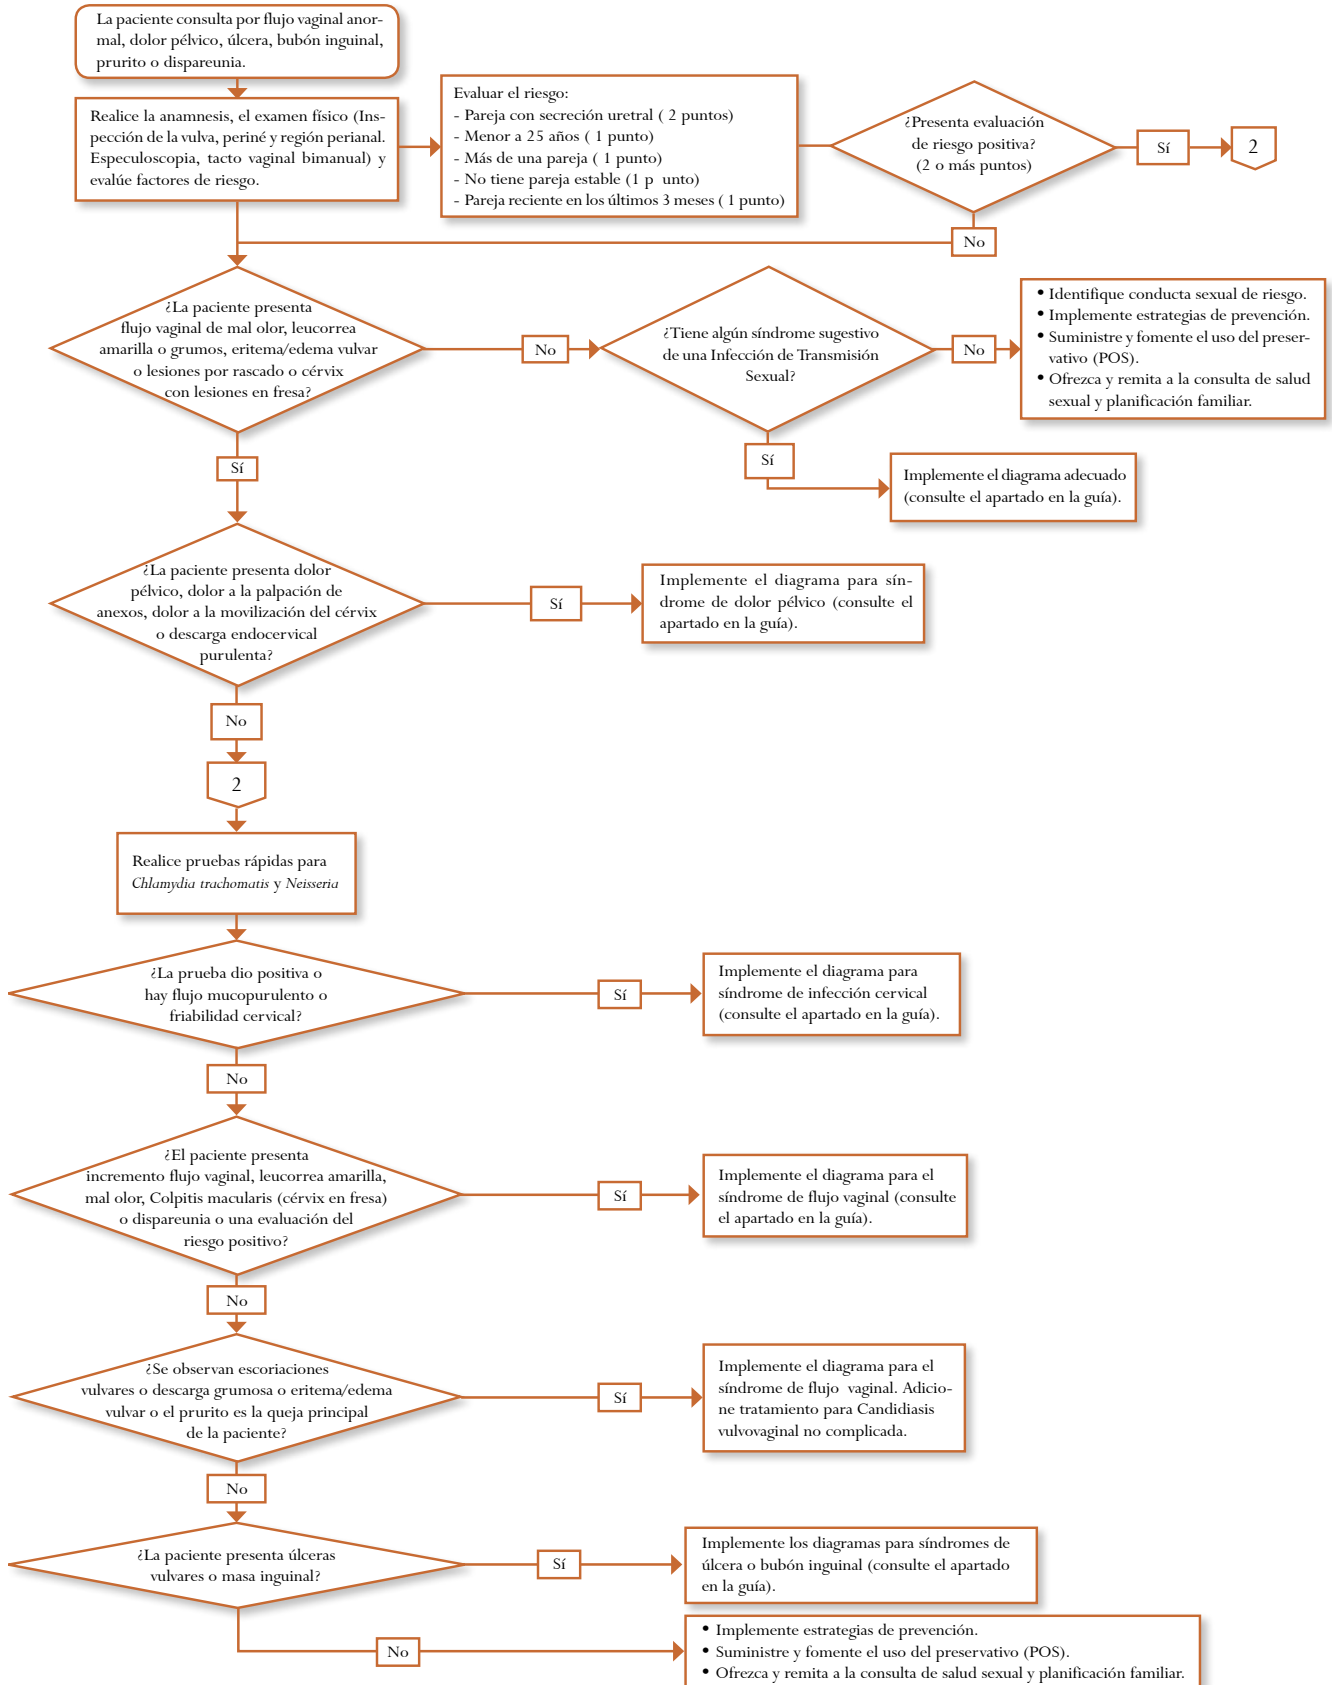 La paciente consulta por flujo vaginal anor-
mal, dolor pélvico, úlcera, bubón inguinal,
prurito o dispareunia.
Realice la anamnesis, el examen físico (Ins-
pección de la vulva, periné y región perianal.
Especuloscopia, tacto vaginal bimanual) y
evalúe factores de riesgo.
Evaluar el riesgo:
- Pareja con secreción uretral ( 2 puntos)
- Menor a 25 años ( 1 punto)
- Más de una pareja ( 1 punto)
- No tiene pareja estable (1 p unto)
- Pareja reciente en los últimos 3 meses ( 1 punto)
¿Presenta evaluación
de riesgo positiva?
(2 o más puntos)
Sí
2
No
¿La paciente presenta
flujo vaginal de mal olor, leucorrea
amarilla o grumos, eritema/edema vulvar
o lesiones por rascado o cérvix
con lesiones en fresa?
No
¿Tiene algún síndrome sugestivo
de una Infección de Transmisión
Sexual?
No
• Identifique conducta sexual de riesgo.
• Implemente estrategias de prevención.
• Suministre y fomente el uso del preser-
vativo (POS).
• Ofrezca y remita a la consulta de salud
sexual y planificación familiar.
Sí
Implemente el diagrama adecuado
(consulte el apartado en la guía).
Sí
¿La paciente presenta dolor
pélvico, dolor a la palpación de
anexos, dolor a la movilización del cérvix
o descarga endocervical
purulenta?
Sí
Implemente el diagrama para sín-
drome de dolor pélvico (consulte el
apartado en la guía).
No
2
Realice pruebas rápidas para
Chlamydia trachomatis y Neisseria
¿La prueba dio positiva o
hay flujo mucopurulento o
friabilidad cervical?
Sí
Implemente el diagrama para
síndrome de infección cervical
(consulte el apartado en la guía).
No
¿El paciente presenta
incremento flujo vaginal, leucorrea amarilla,
mal olor, Colpitis macularis (cérvix en fresa)
o dispareunia o una evaluación del
riesgo positivo?
Sí
Implemente el diagrama para el
síndrome de flujo vaginal (consulte
el apartado en la guía).
No
¿Se observan escoriaciones
vulvares o descarga grumosa o eritema/edema
vulvar o el prurito es la queja principal
de la paciente?
Sí
Implemente el diagrama para el
síndrome de flujo vaginal. Adicio-
ne tratamiento para Candidiasis
vulvovaginal no complicada.
No
¿La paciente presenta úlceras
vulvares o masa inguinal?
Sí
Implemente los diagramas para síndromes de
úlcera o bubón inguinal (consulte el apartado
en la guía).
No
• Implemente estrategias de prevención.
• Suministre y fomente el uso del preservativo (POS).
• Ofrezca y remita a la consulta de salud sexual y planificación familiar.